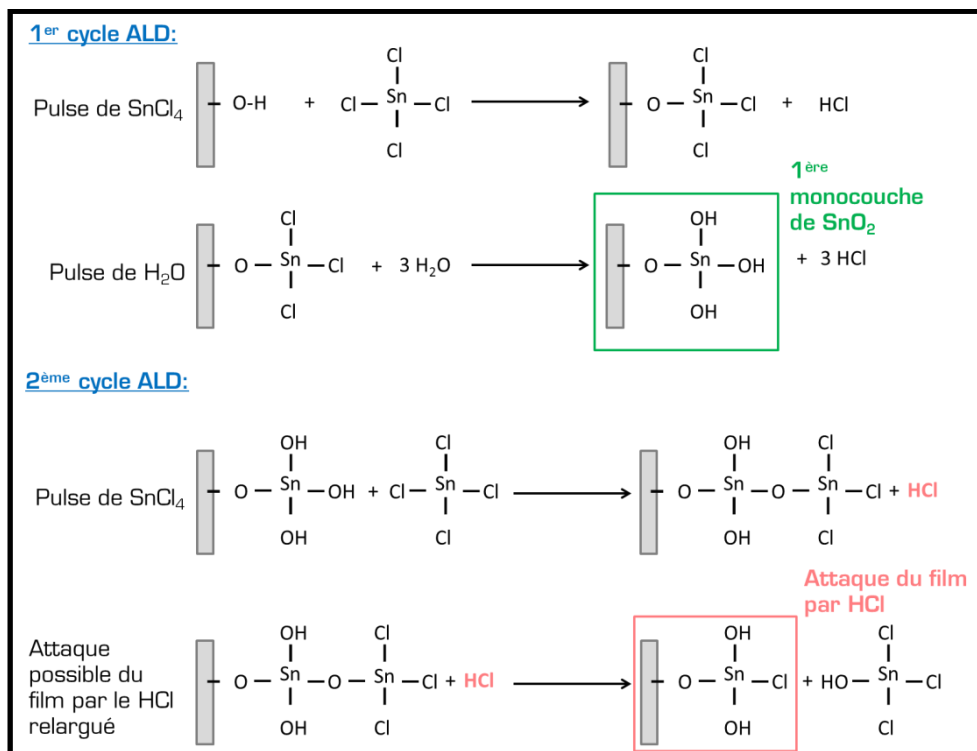 1er cycle ALD:
Pulse de SnCl4
O-H + Cl Sn Cl Cl Cl
O Sn Cl Cl Cl + HCl
1ère
monocouche
de SnO2
Pulse de H2O
O Sn Cl Cl Cl + 3 H2O
O Sn OH OH OH + 3 HCl
2ème cycle ALD:
Pulse de SnCl4
O Sn OH OH OH + Cl Sn Cl Cl Cl
O Sn OH OH O Sn Cl Cl Cl + HCl
Attaque du film
par HCl
Attaque
possible du
film par le HCl
relargué
O Sn OH OH O Sn Cl Cl Cl + HCl
O Sn OH Cl OH + HO Sn Cl Cl Cl